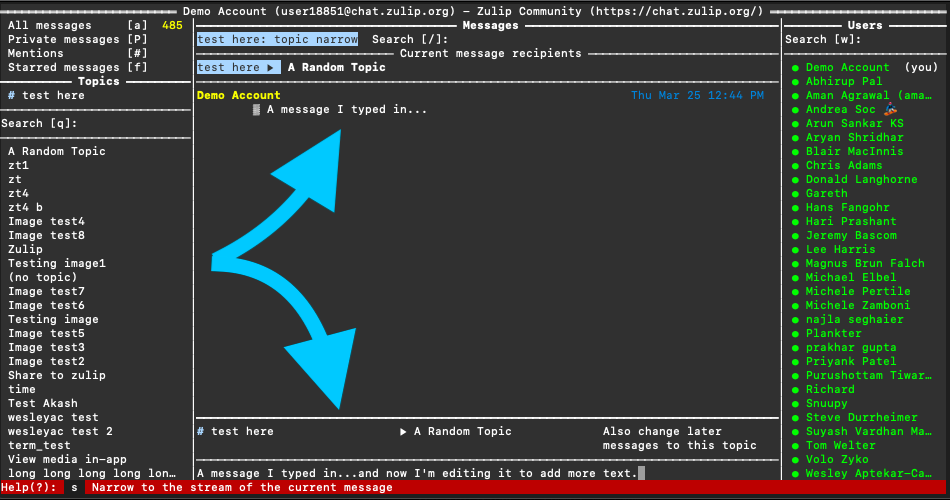 Demo Account (user18851@chat.zulip.org) – Zulip Community (https://chat.zulip.org/)
All messages [a] 485
Private messages [P]
Mentions [#]
Starred messages [f]
Topics
# test here
Search [q]:
A Random Topic
zt1
zt
zt4
zt4 b
Image test4
Image test8
Zulip
Testing image1
(no topic)
Image test7
Image test6
Testing image
Image test5
Image test3
Image test2
Share to zulip
time
Test Akash
wesleyac test
wesleyac test 2
term_test
View media in-app
long long long long lon…
Messages
test here: topic narrow Search [/]:
Current message recipients
test here ▶ A Random Topic
Demo Account Thu Mar 25 12:44 PM
A message I typed in...
# test here ▶ A Random Topic Also change later
messages to this topic
A message I typed in...and now I'm editing it to add more text.
Users
Search [w]:
● Demo Account (you)
● Abhirup Pal
● Aman Agrawal (ama…
● Andrea Soc
● Arun Sankar KS
● Aryan Shridhar
● Blair MacInnis
● Chris Adams
● Donald Langhorne
● Gareth
● Hans Fangohr
● Hari Prashant
● Jeremy Bascom
● Lee Harris
● Magnus Brun Falch
● Michael Elbel
● Michele Pertile
● Michele Zamboni
● najla seghaier
● Plankter
● prakhar gupta
● Priyank Patel
● Purushottam Tiwar…
● Richard
● Snuupy
● Steve Durrheimer
● Suyash Vardhan Ma…
● Tom Welter
● Volo Zyko
● Wesley Aptekar-Ca…
Help(?): s Narrow to the stream of the current message